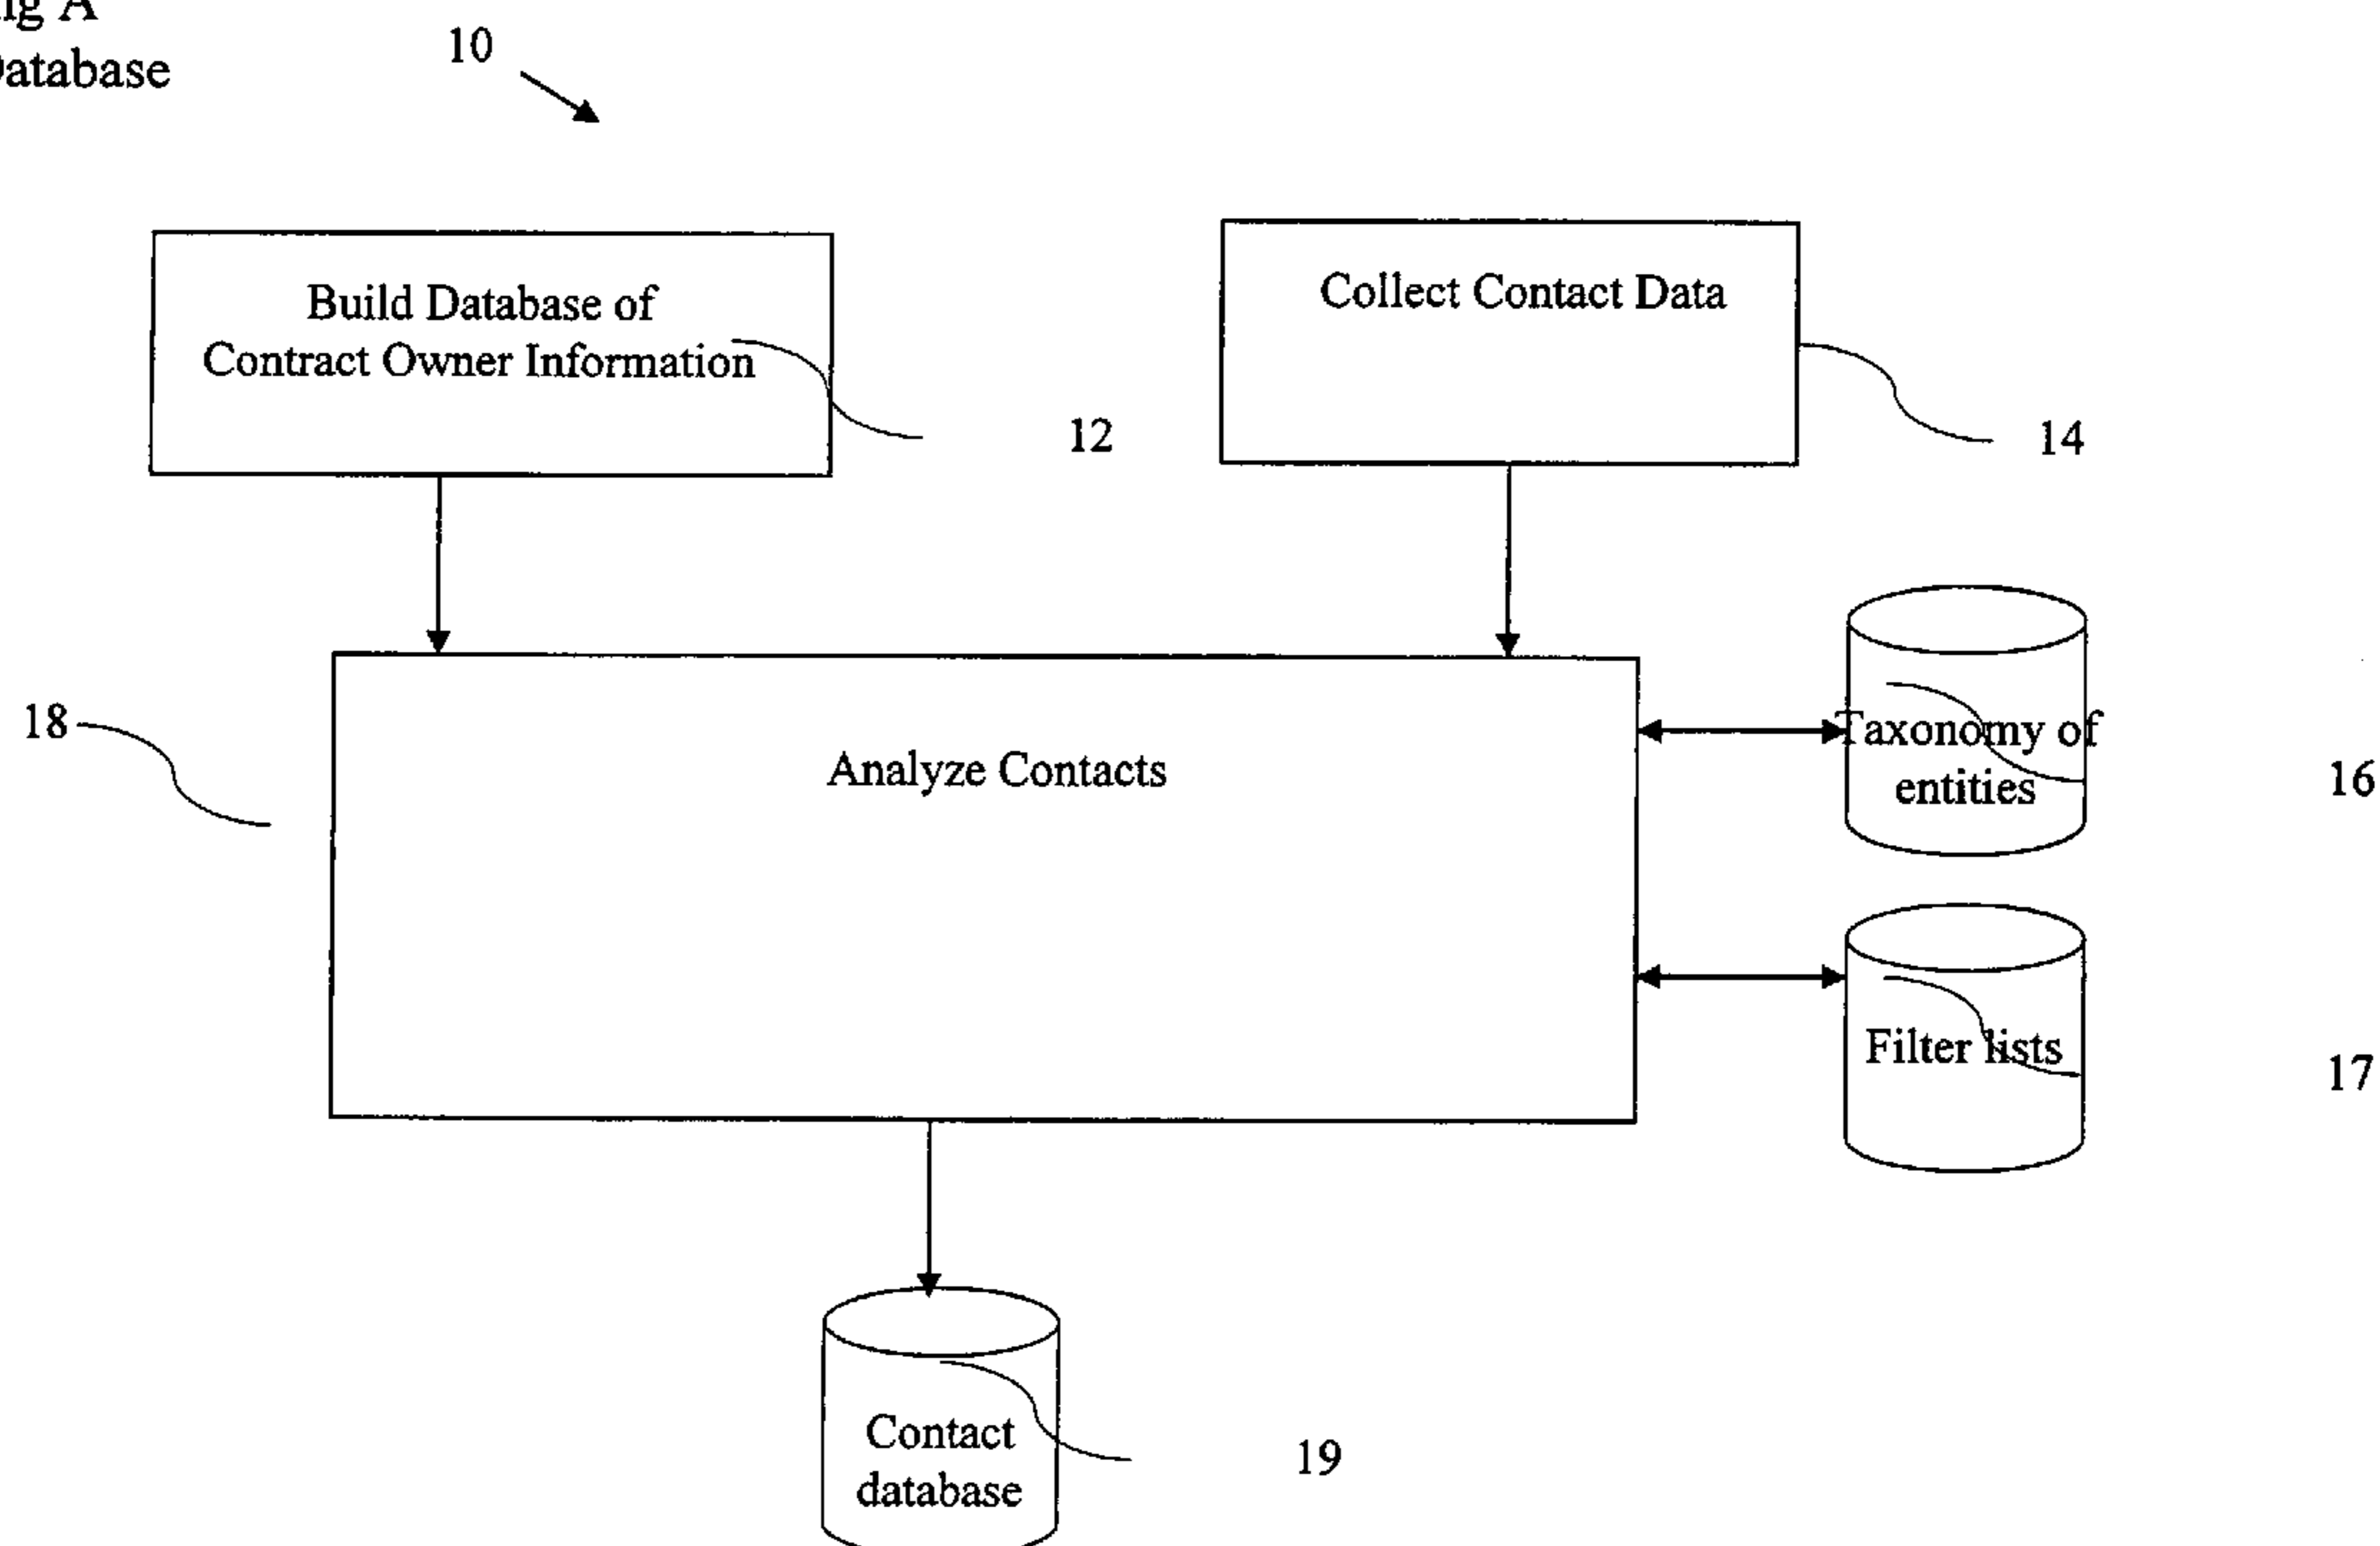 A
Database
10
Build Database of
Contract Owner Information
12
Collect Contact Data
14
18
Analyze Contacts
Taxonomy of
entities
16
Filter lists
17
Contact
database
19